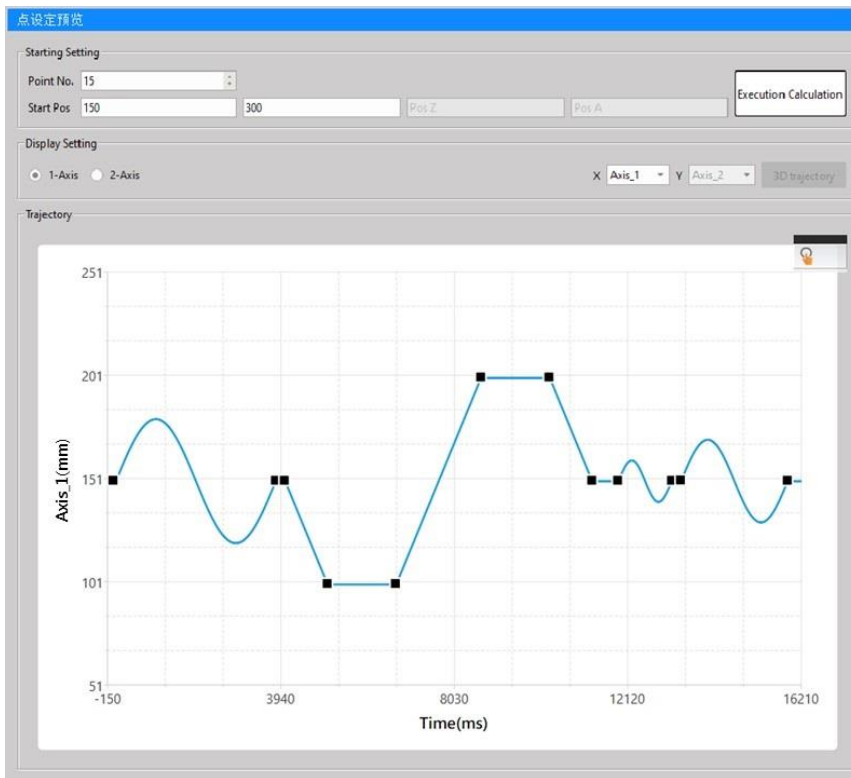 点设定预览
Starting Setting
Point No. 15
Execution Calculation
Start Pos 150 300 Pos Z Pos A
Display Setting
1-Axis 2-Axis X Axis_1 Y Axis_2 3D trajectory
Trajectory
251
201
151
101
51
Axis_1(mm)
-150 3940 8030 12120 16210
Time(ms)